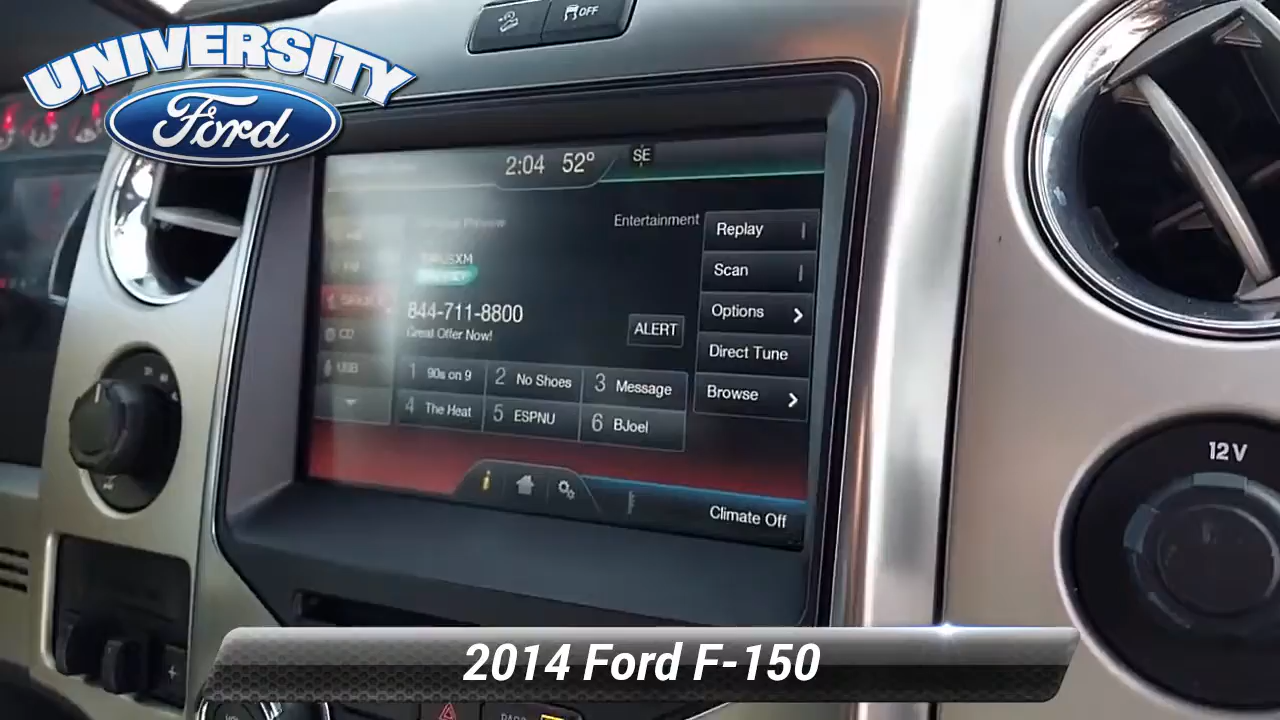 UNIVERSITY
Ford
OFF
2:04 52° SE
Entertainment
844-711-8800
Great Offer Now!
ALERT
CD
USB
1 90s on 9
2 No Shoes
3 Message
4 The Heat
5 ESPNU
6 BJoel
Replay
Scan
Options
Direct Tune
Browse
Climate Off
12V
2014 Ford F-150